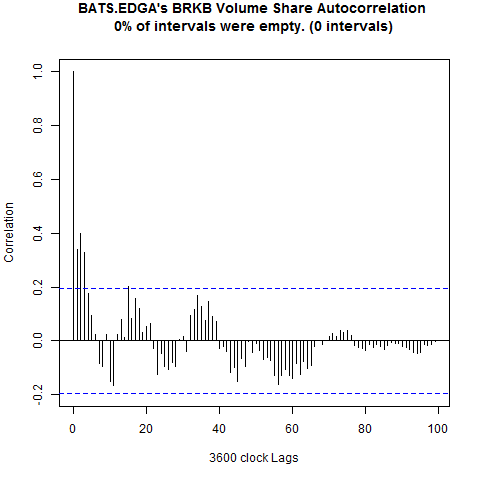 BATS.EDGA's BRKB Volume Share Autocorrelation
0% of intervals were empty. (0 intervals)
Correlation
1.0
0.8
0.6
0.4
0.2
0.0
-0.2
0 20 40 60 80 100
3600 clock Lags